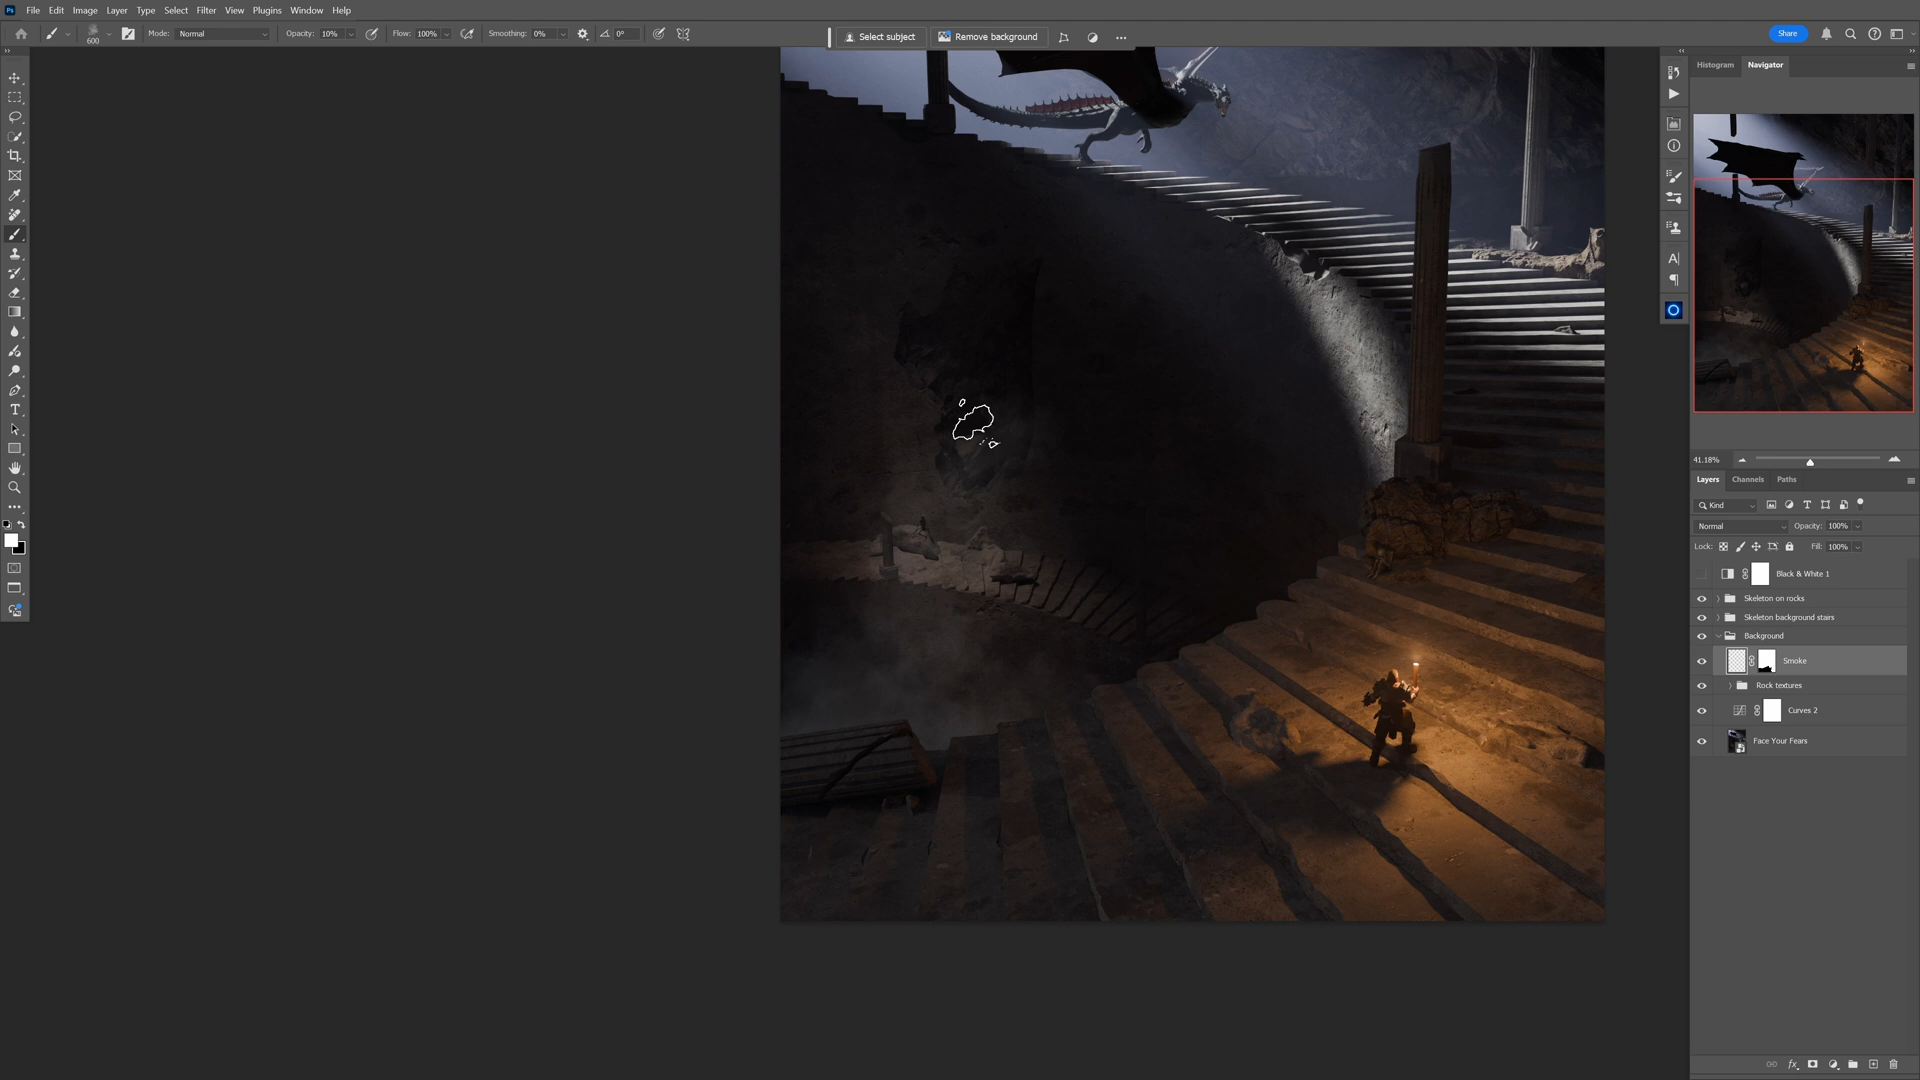 Ps File Edit Image Layer Type Select Filter View Plugins Window Help
600 Mode: Normal Opacity: 10% Flow: 100% Smoothing: 0% 0° Select subject Remove background Share
Histogram Navigator
41.18%
Layers Channels Paths
Kind
Normal Opacity: 100%
Lock: Fill: 100%
Black & White 1
Skeleton on rocks
Skeleton background stairs
Background
Smoke
Rock textures
Curves 2
Face Your Fears
fx